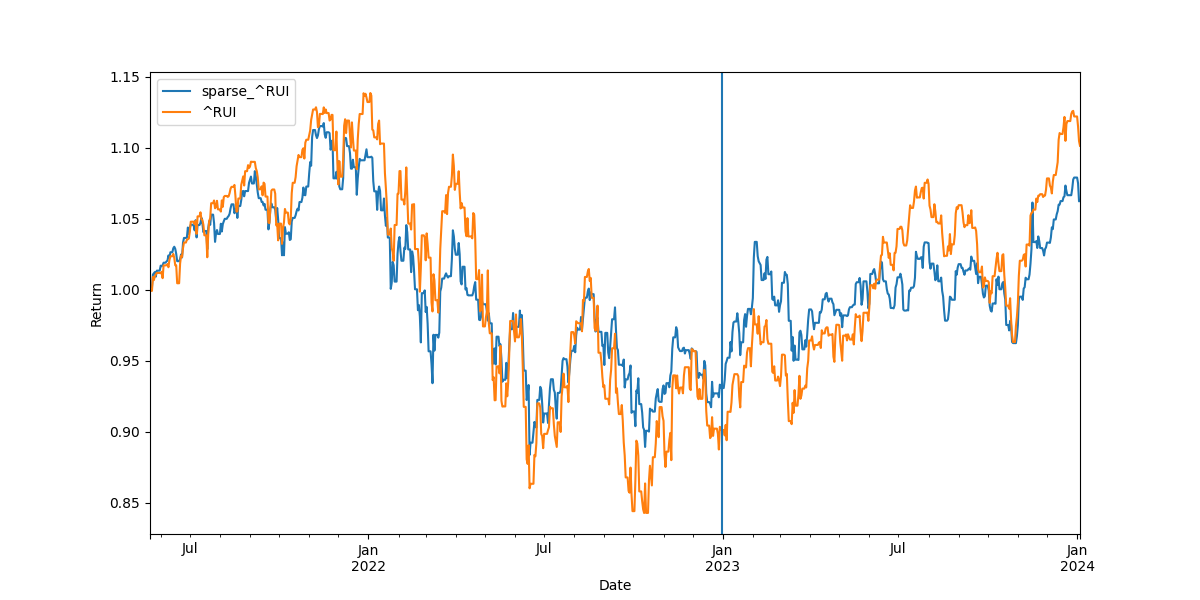 sparse_^RUI
^RUI
Return
1.15
1.10
1.05
1.00
0.95
0.90
0.85
Jul
Jan
2022
Jul
Jan
2023
Jul
Jan
2024
Date